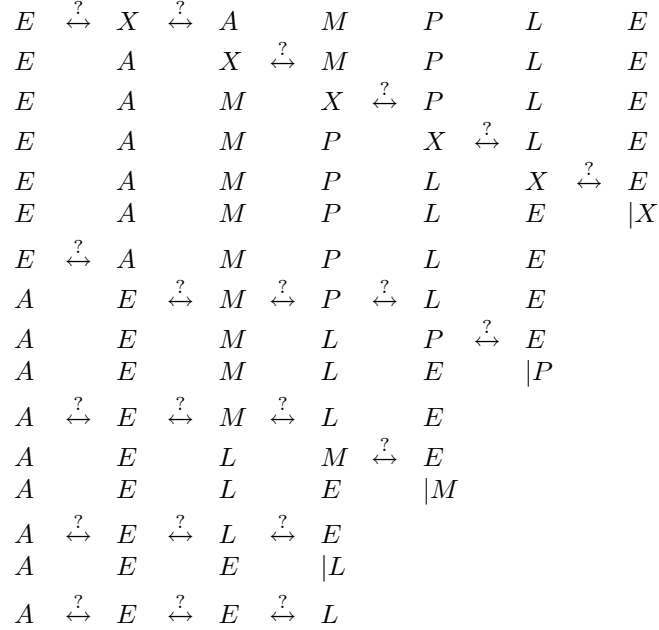 E ?↔ X ?↔ A M P L E
E A X ?↔ M P L E
E A M X ?↔ P L E
E A M P X ?↔ L E
E A M P L X ?↔ E
E A M P L E |X
E ?↔ A M P L E
A E ?↔ M ?↔ P ?↔ L E
A E M L P ?↔ E
A E M L E |P
A ?↔ E ?↔ M ?↔ L E
A E L M ?↔ E
A E L E |M
A ?↔ E ?↔ L ?↔ E
A E E |L
A ?↔ E ?↔ E ?↔ L